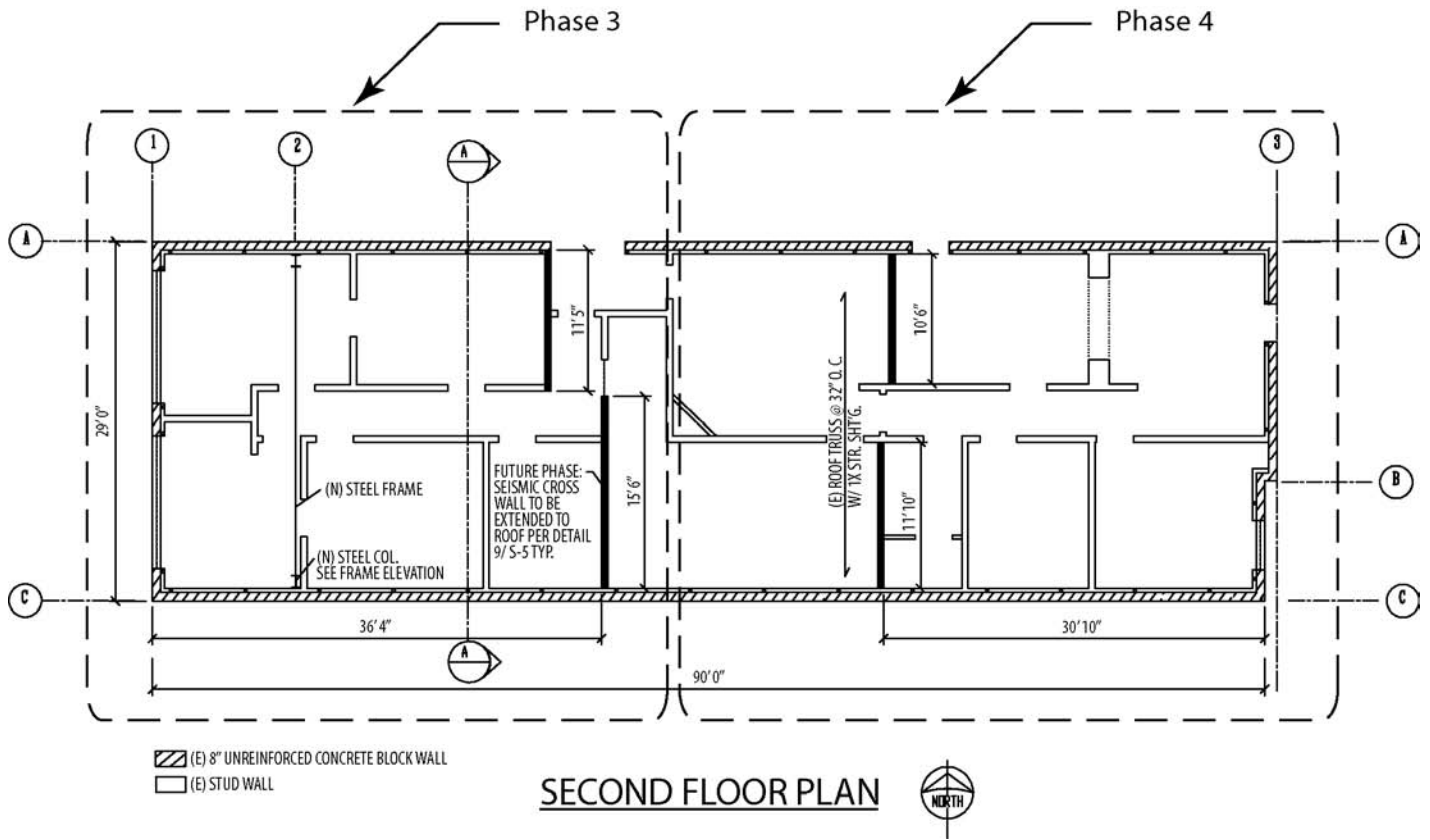 Phase 3
Phase 4
1
2
A
3
A
A
29'0"
11'5"
10'6"
(E) ROOF TRUSS @ 32" O. C.
W/ 1X STR. SHT'G.
(N) STEEL FRAME
FUTURE PHASE:
SEISMIC CROSS
WALL TO BE
EXTENDED TO
ROOF PER DETAIL
9/ S-5 TYP.
15'6"
11'10"
B
(N) STEEL COL.
SEE FRAME ELEVATION
C
C
36'4"
A
30'10"
90'0"
(E) 8" UNREINFORCED CONCRETE BLOCK WALL
(E) STUD WALL
SECOND FLOOR PLAN
NORTH